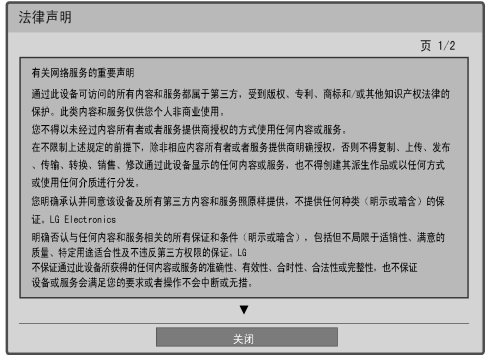 法律声明
页 1/2
有关网络服务的重要声明
通过此设备可访问的所有内容和服务都属于第三方，受到版权、专利、商标和/或其他知识产权法律的
保护。此类内容和服务仅供您个人非商业使用。
您不得以未经过内容所有者或者服务提供商授权的方式使用任何内容或服务。
在不限制上述规定的前提下，除非相应内容所有者或者服务提供商明确授权，否则不得复制、上传、发布
、传输、转换、销售、修改通过此设备显示的任何内容或服务，也不得创建其派生作品或以任何方式
或使用任何介质进行分发。
您明确承认并同意该设备及所有第三方内容和服务照原样提供，不提供任何种类（明示或暗含）的保
证。LG Electronics
明确否认与任何内容和服务相关的所有保证和条件（明示或暗含），包括但不局限于适销性、满意的
质量、特定用途适合性及不违反第三方权限的保证。LG
不保证通过此设备所获得的任何内容或服务的准确性、有效性、合时性、合法性或完整性，也不保证
设备或服务会满足您的要求或者操作不会中断或无措。
▼
关闭